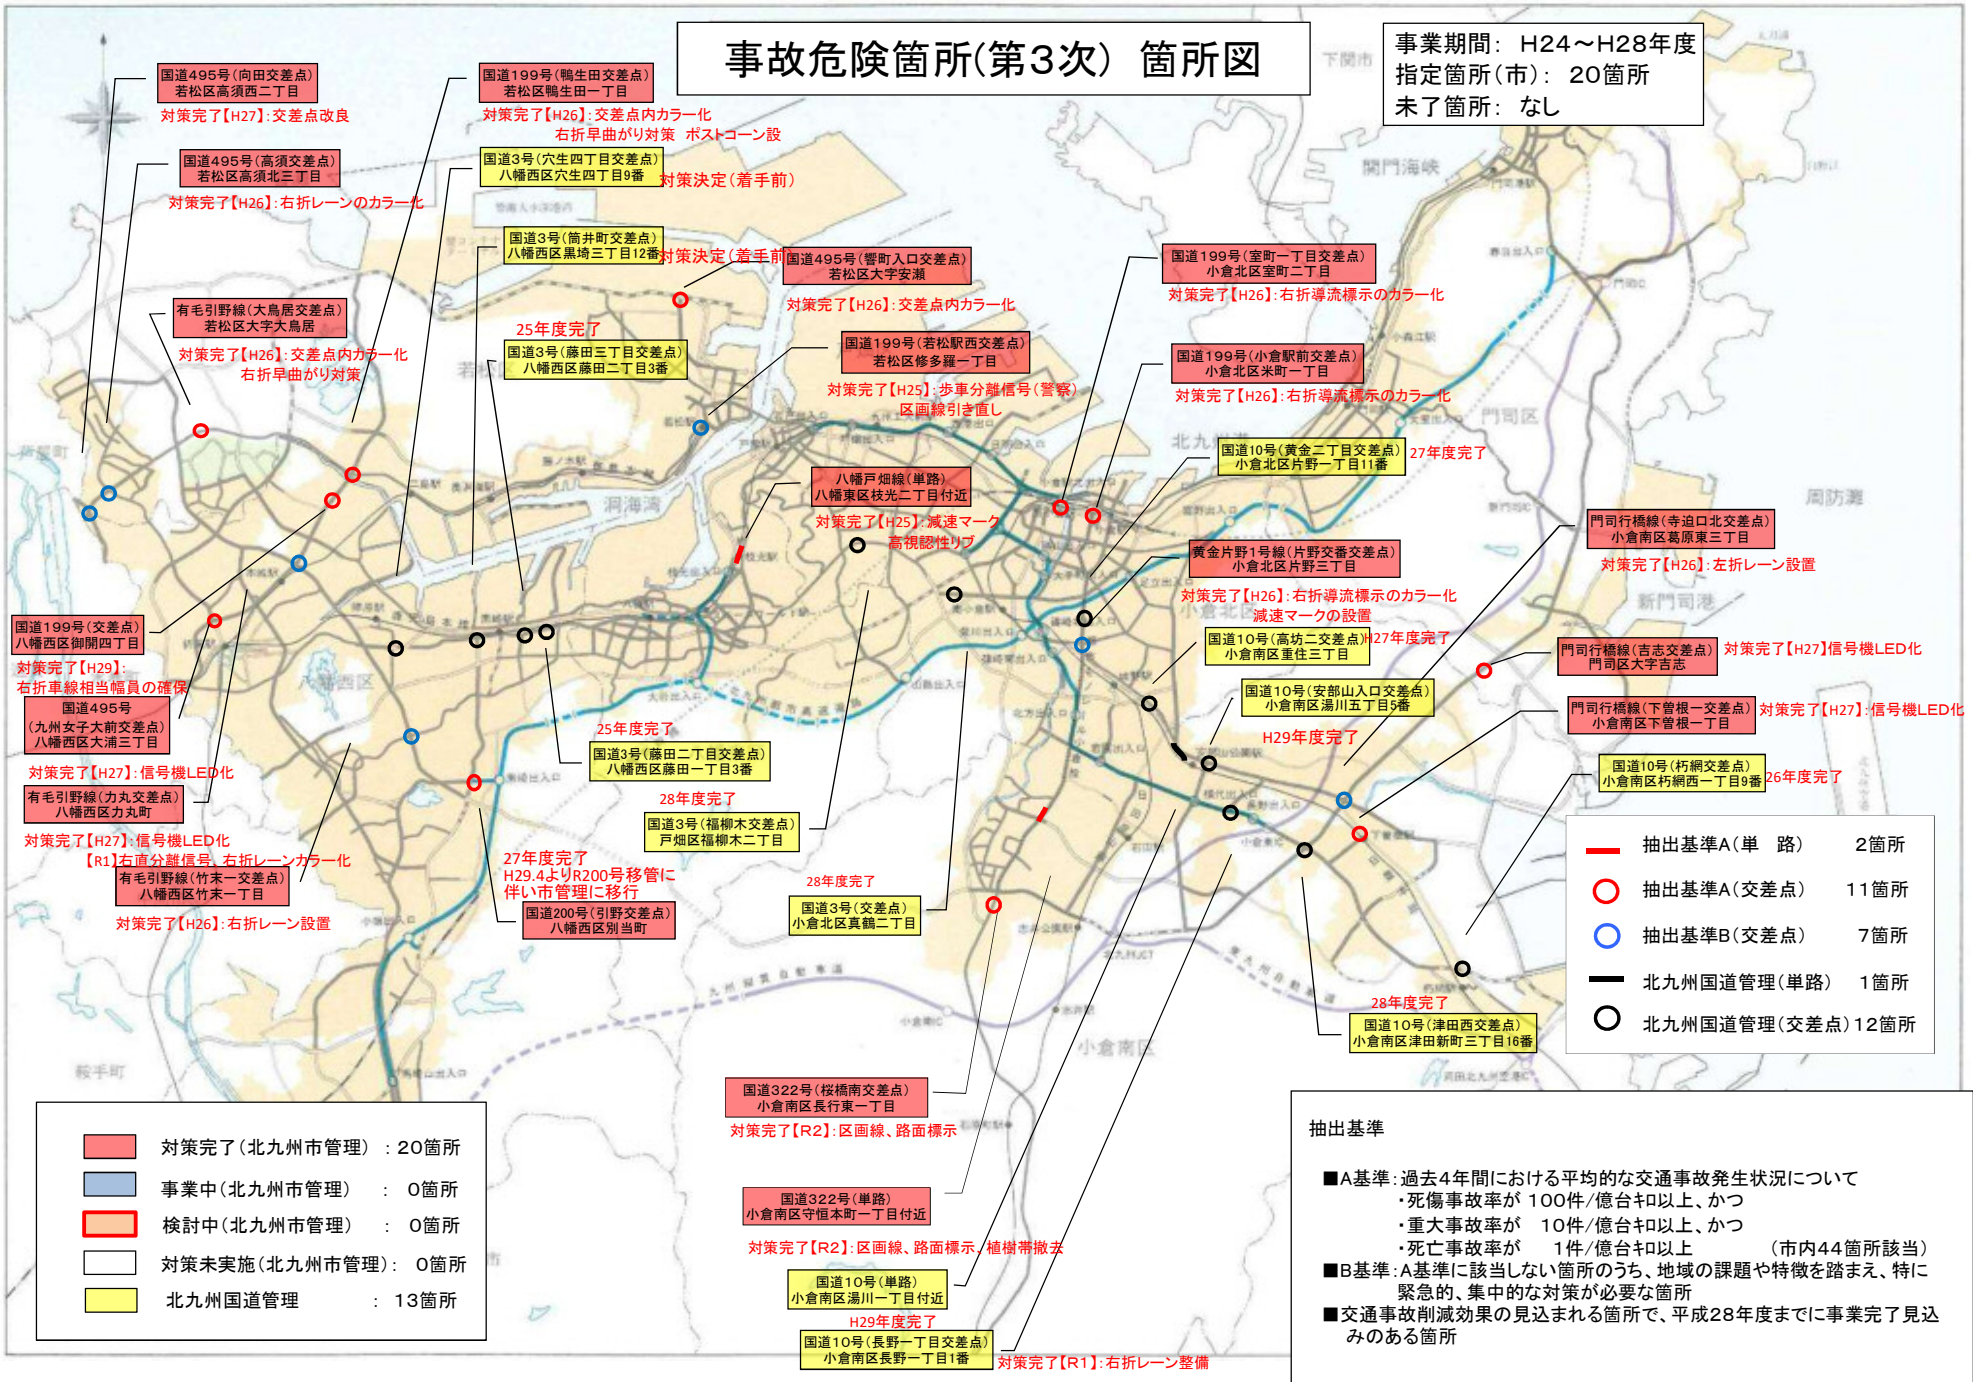 事故危険箇所(第3次) 箇所図
事業期間： H24～H28年度
指定箇所(市)： 20箇所
未了箇所： なし
国道495号(向田交差点)
若松区高須西二丁目
対策完了【H27】：交差点改良
国道199号(鴨生田交差点)
若松区鴨生田一丁目
対策完了【H26】：交差点内カラー化
右折早曲がり対策 ポストコーン設
国道495号(高須交差点)
若松区高須北三丁目
対策完了【H26】：右折レーンのカラー化
国道3号(穴生四丁目交差点)
八幡西区穴生四丁目9番
対策決定(着手前)
国道3号(筒井町交差点)
八幡西区黒埼三丁目12番
対策決定(着手前
国道495号(響町入口交差点)
若松区大字安瀬
対策完了【H26】：交差点内カラー化
国道199号(室町一丁目交差点)
小倉北区室町二丁目
対策完了【H26】：右折導流標示のカラー化
有毛引野線(大鳥居交差点)
若松区大字大鳥居
対策完了【H26】：交差点内カラー化
右折早曲がり対策
25年度完了
国道3号(藤田三丁目交差点)
八幡西区藤田二丁目3番
国道199号(若松駅西交差点)
若松区修多羅一丁目
対策完了【H25】：歩車分離信号(警察)
区画線引き直し
国道199号(小倉駅前交差点)
小倉北区米町一丁目
対策完了【H26】：右折導流標示のカラー化
国道10号(黄金二丁目交差点)
小倉北区片野一丁目11番
27年度完了
八幡戸畑線(単路)
八幡東区枝光二丁目付近
対策完了【H25】：減速マーク
高視認性リブ
門司行橋線(寺迫口北交差点)
小倉南区葛原東三丁目
対策完了【H26】：左折レーン設置
黄金片野1号線(片野交番交差点)
小倉北区片野三丁目
対策完了【H26】：右折導流標示のカラー化
減速マークの設置
国道10号(高坊二交差点)
小倉南区重住三丁目
H27年度完了
国道199号(交差点)
八幡西区御開四丁目
対策完了【H29】：
右折車線相当幅員の確保
門司行橋線(吉志交差点)
門司区大字吉志
対策完了【H27】信号機LED化
国道10号(安部山入口交差点)
小倉南区湯川五丁目5番
H29年度完了
国道495号
(九州女子大前交差点)
八幡西区大浦三丁目
対策完了【H27】：信号機LED化
門司行橋線(下曽根一交差点)
小倉南区下曽根一丁目
対策完了【H27】：信号機LED化
25年度完了
国道3号(藤田二丁目交差点)
八幡西区藤田一丁目3番
国道10号(朽網交差点)
小倉南区朽網西一丁目9番
26年度完了
有毛引野線(力丸交差点)
八幡西区力丸町
対策完了【H27】：信号機LED化
【R1】右直分離信号、右折レーンカラー化
28年度完了
国道3号(福柳木交差点)
戸畑区福柳木二丁目
有毛引野線(竹末一交差点)
八幡西区竹末一丁目
対策完了【H26】：右折レーン設置
27年度完了
H29.4よりR200号移管に
伴い市管理に移行
国道200号(引野交差点)
八幡西区別当町
28年度完了
国道3号(交差点)
小倉北区真鶴二丁目
抽出基準A(単　路)　2箇所
抽出基準A(交差点)　11箇所
抽出基準B(交差点)　7箇所
北九州国道管理(単路)　1箇所
北九州国道管理(交差点)12箇所
28年度完了
国道10号(津田西交差点)
小倉南区津田新町三丁目16番
国道322号(桜橋南交差点)
小倉南区長行東一丁目
対策完了【R2】：区画線、路面標示
国道322号(単路)
小倉南区守恒本町一丁目付近
対策完了【R2】：区画線、路面標示、植樹帯撤去
国道10号(単路)
小倉南区湯川一丁目付近
H29年度完了
国道10号(長野一丁目交差点)
小倉南区長野一丁目1番
対策完了【R1】：右折レーン整備
対策完了(北九州市管理)：20箇所
事業中(北九州市管理)　：　0箇所
検討中(北九州市管理)　：　0箇所
対策未実施(北九州市管理)：　0箇所
北九州国道管理　：　13箇所
抽出基準
■A基準：過去4年間における平均的な交通事故発生状況について
・死傷事故率が 100件/億台キロ以上、かつ
・重大事故率が　10件/億台キロ以上、かつ
・死亡事故率が　1件/億台キロ以上　(市内44箇所該当)
■B基準：A基準に該当しない箇所のうち、地域の課題や特徴を踏まえ、特に
緊急的、集中的な対策が必要な箇所
■交通事故削減効果の見込まれる箇所で、平成28年度までに事業完了見込
みのある箇所
下関市
関門海峡
洞海湾
門司区
周防灘
新門司港
小倉北区
八幡西区
小倉南区
鞍手町